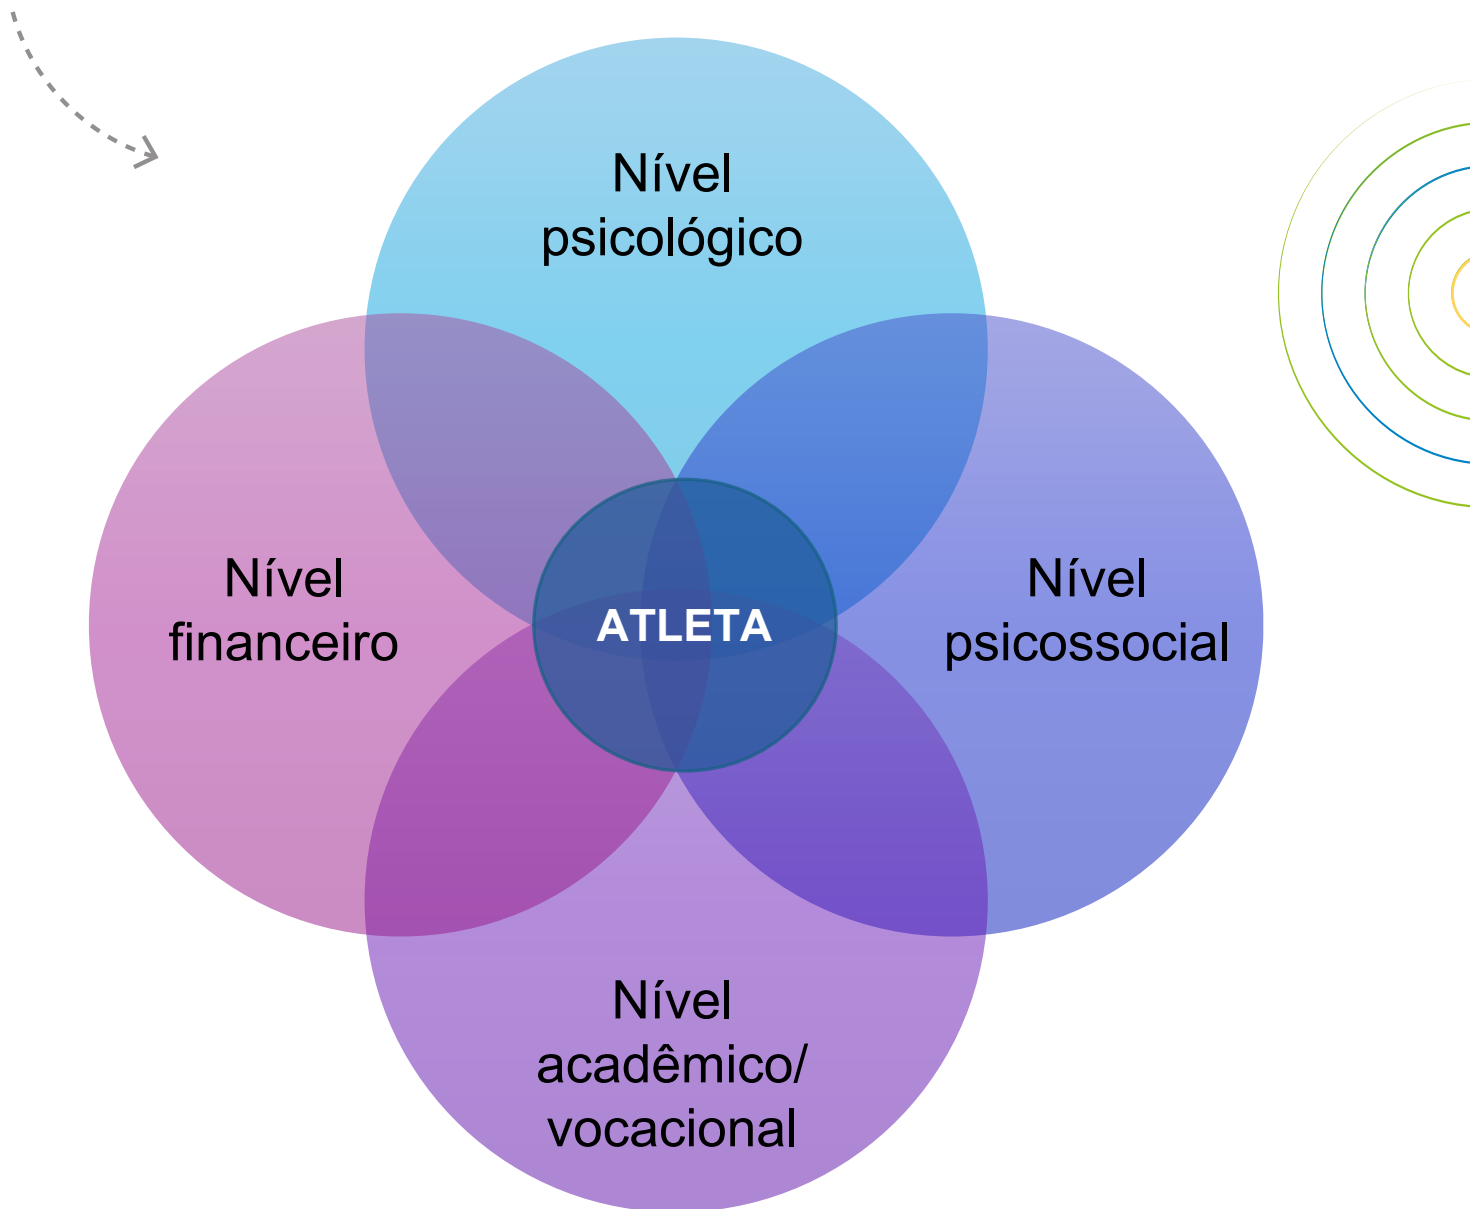 Nível
psicológico
Nível
financeiro
ATLETA
Nível
psicossocial
Nível
acadêmico/
vocacional